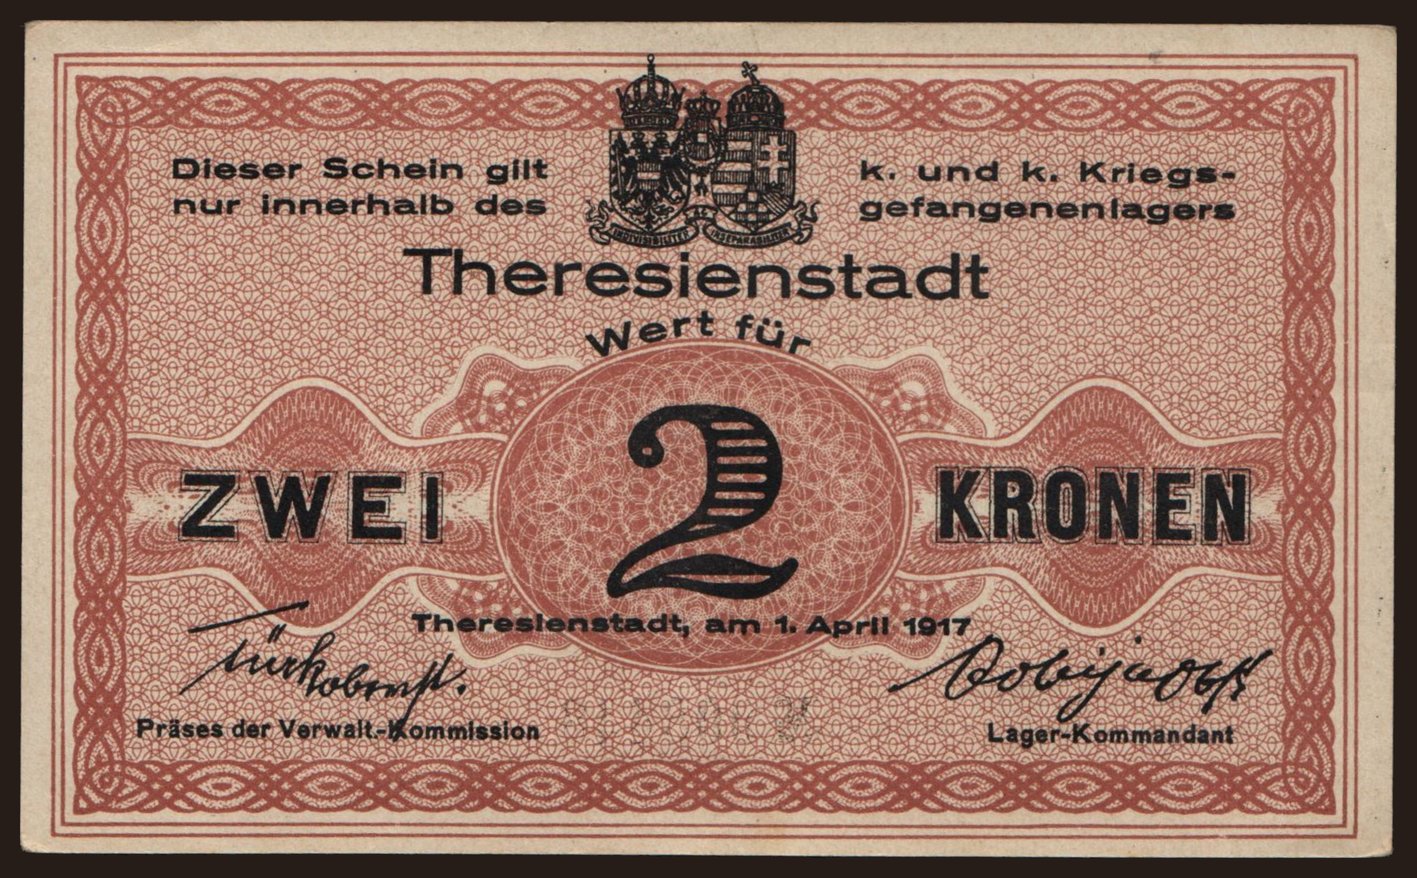 Dieser Schein gilt
nur innerhalb des
k. und k. Kriegs-
gefangenenlagers
Theresienstadt
Wert für
2
ZWEI KRONEN
Theresienstadt, am 1. April 1917
Präses der Verwalt.-Kommission
Lager-Kommandant